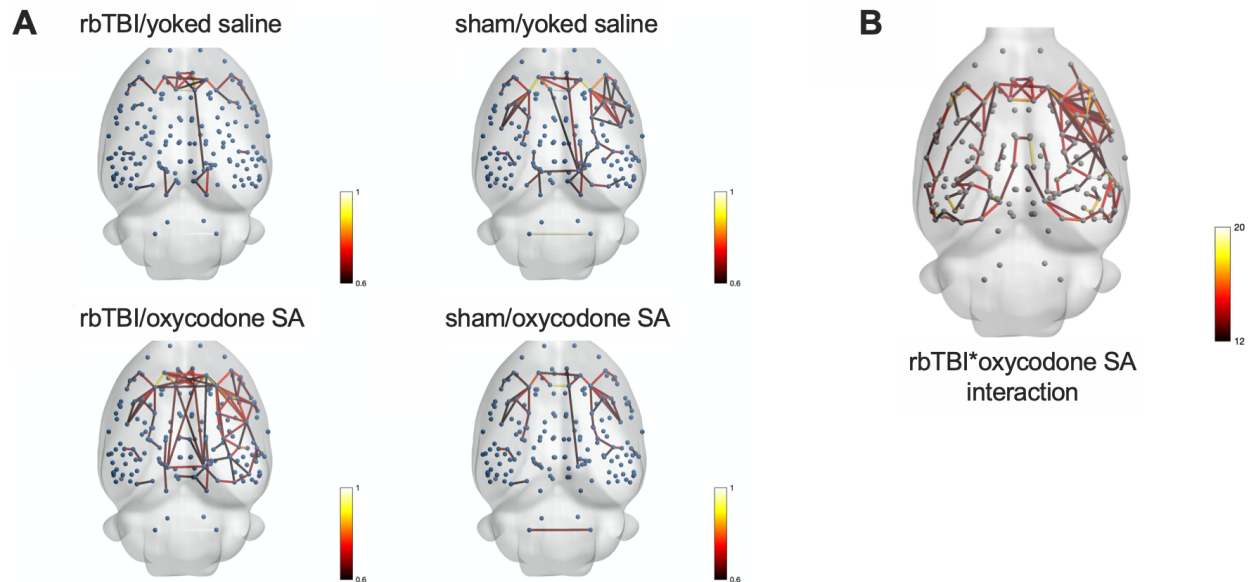 A
rbTBI/yoked saline
sham/yoked saline
B
1
0.6
1
0.6
20
12
rbTBI*oxycodone SA
interaction
rbTBI/oxycodone SA
sham/oxycodone SA
1
0.6
1
0.6